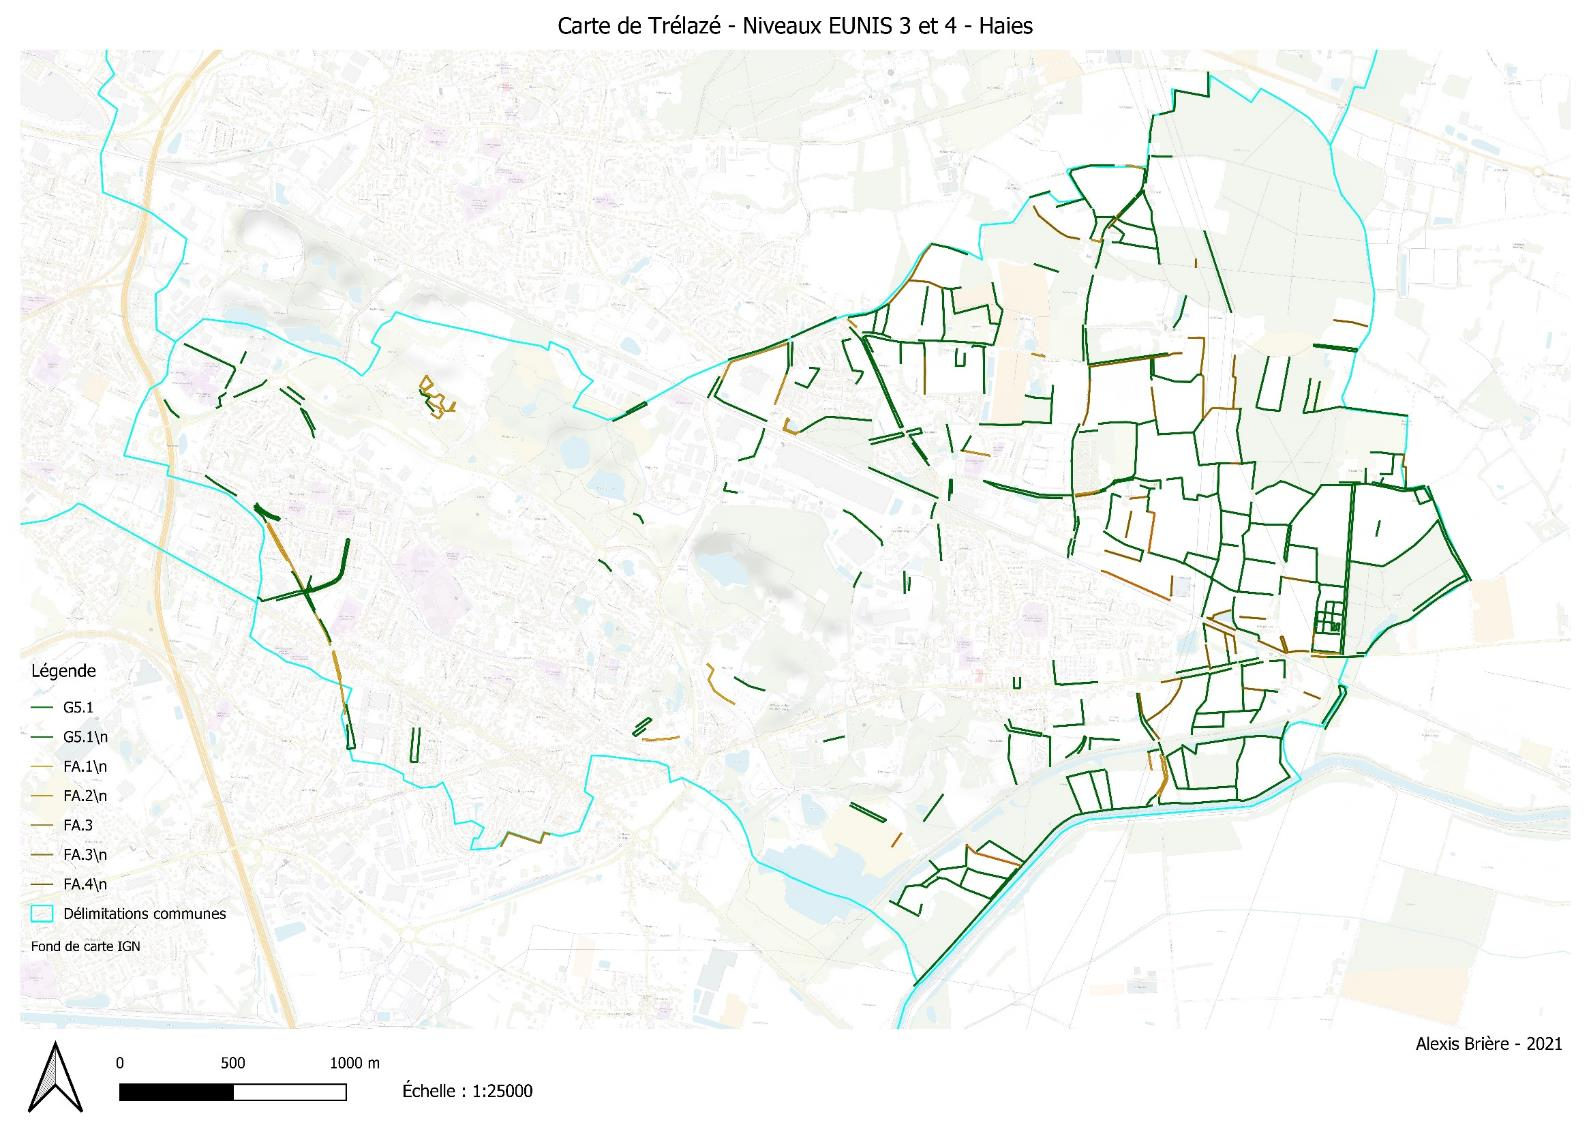 Carte de Trélazé - Niveaux EUNIS 3 et 4 - Haies
Légende
G5.1
G5.1\n
FA.1\n
FA.2\n
FA.3
FA.3\n
FA.4\n
Délimitations communes
Fond de carte IGN
Alexis Brière - 2021
0 500 1000 m
Échelle : 1:25000